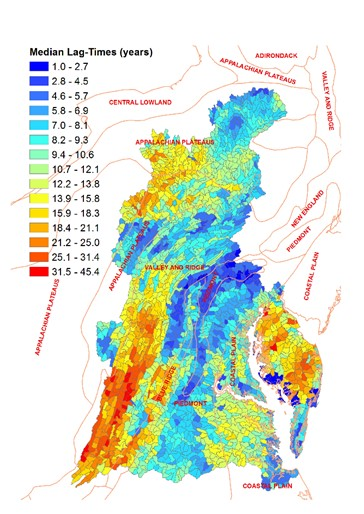 Median Lag-Times (years)
1.0 - 2.7
2.8 - 4.5
4.6 - 5.7
5.8 - 6.9
7.0 - 8.1
8.2 - 9.3
9.4 - 10.6
10.7 - 12.1
12.2 - 13.8
13.9 - 15.8
15.9 - 18.3
18.4 - 21.1
21.2 - 25.0
25.1 - 31.4
31.5 - 45.4
ADIRONDACK
APPALACHIAN PLATEAUS
VALLEY AND RIDGE
CENTRAL LOWLAND
APPALACHIAN PLATEAUS
NEW ENGLAND
PIEDMONT
COASTAL PLAIN
APPALACHIAN PLATEAUS
VALLEY AND RIDGE
APPALACHIAN PLATEAUS
COASTAL PLAIN
BLUE RIDGE
PIEDMONT
COASTAL PLAIN